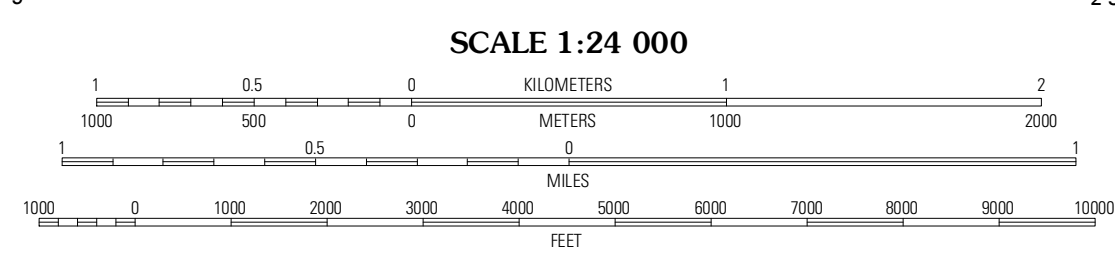 SCALE 1:24 000
1 0.5 0 KILOMETERS 1 2
1000 500 0 METERS 1000 2000
1 0.5 0 1
MILES
1000 0 1000 2000 3000 4000 5000 6000 7000 8000 9000 10000
FEET